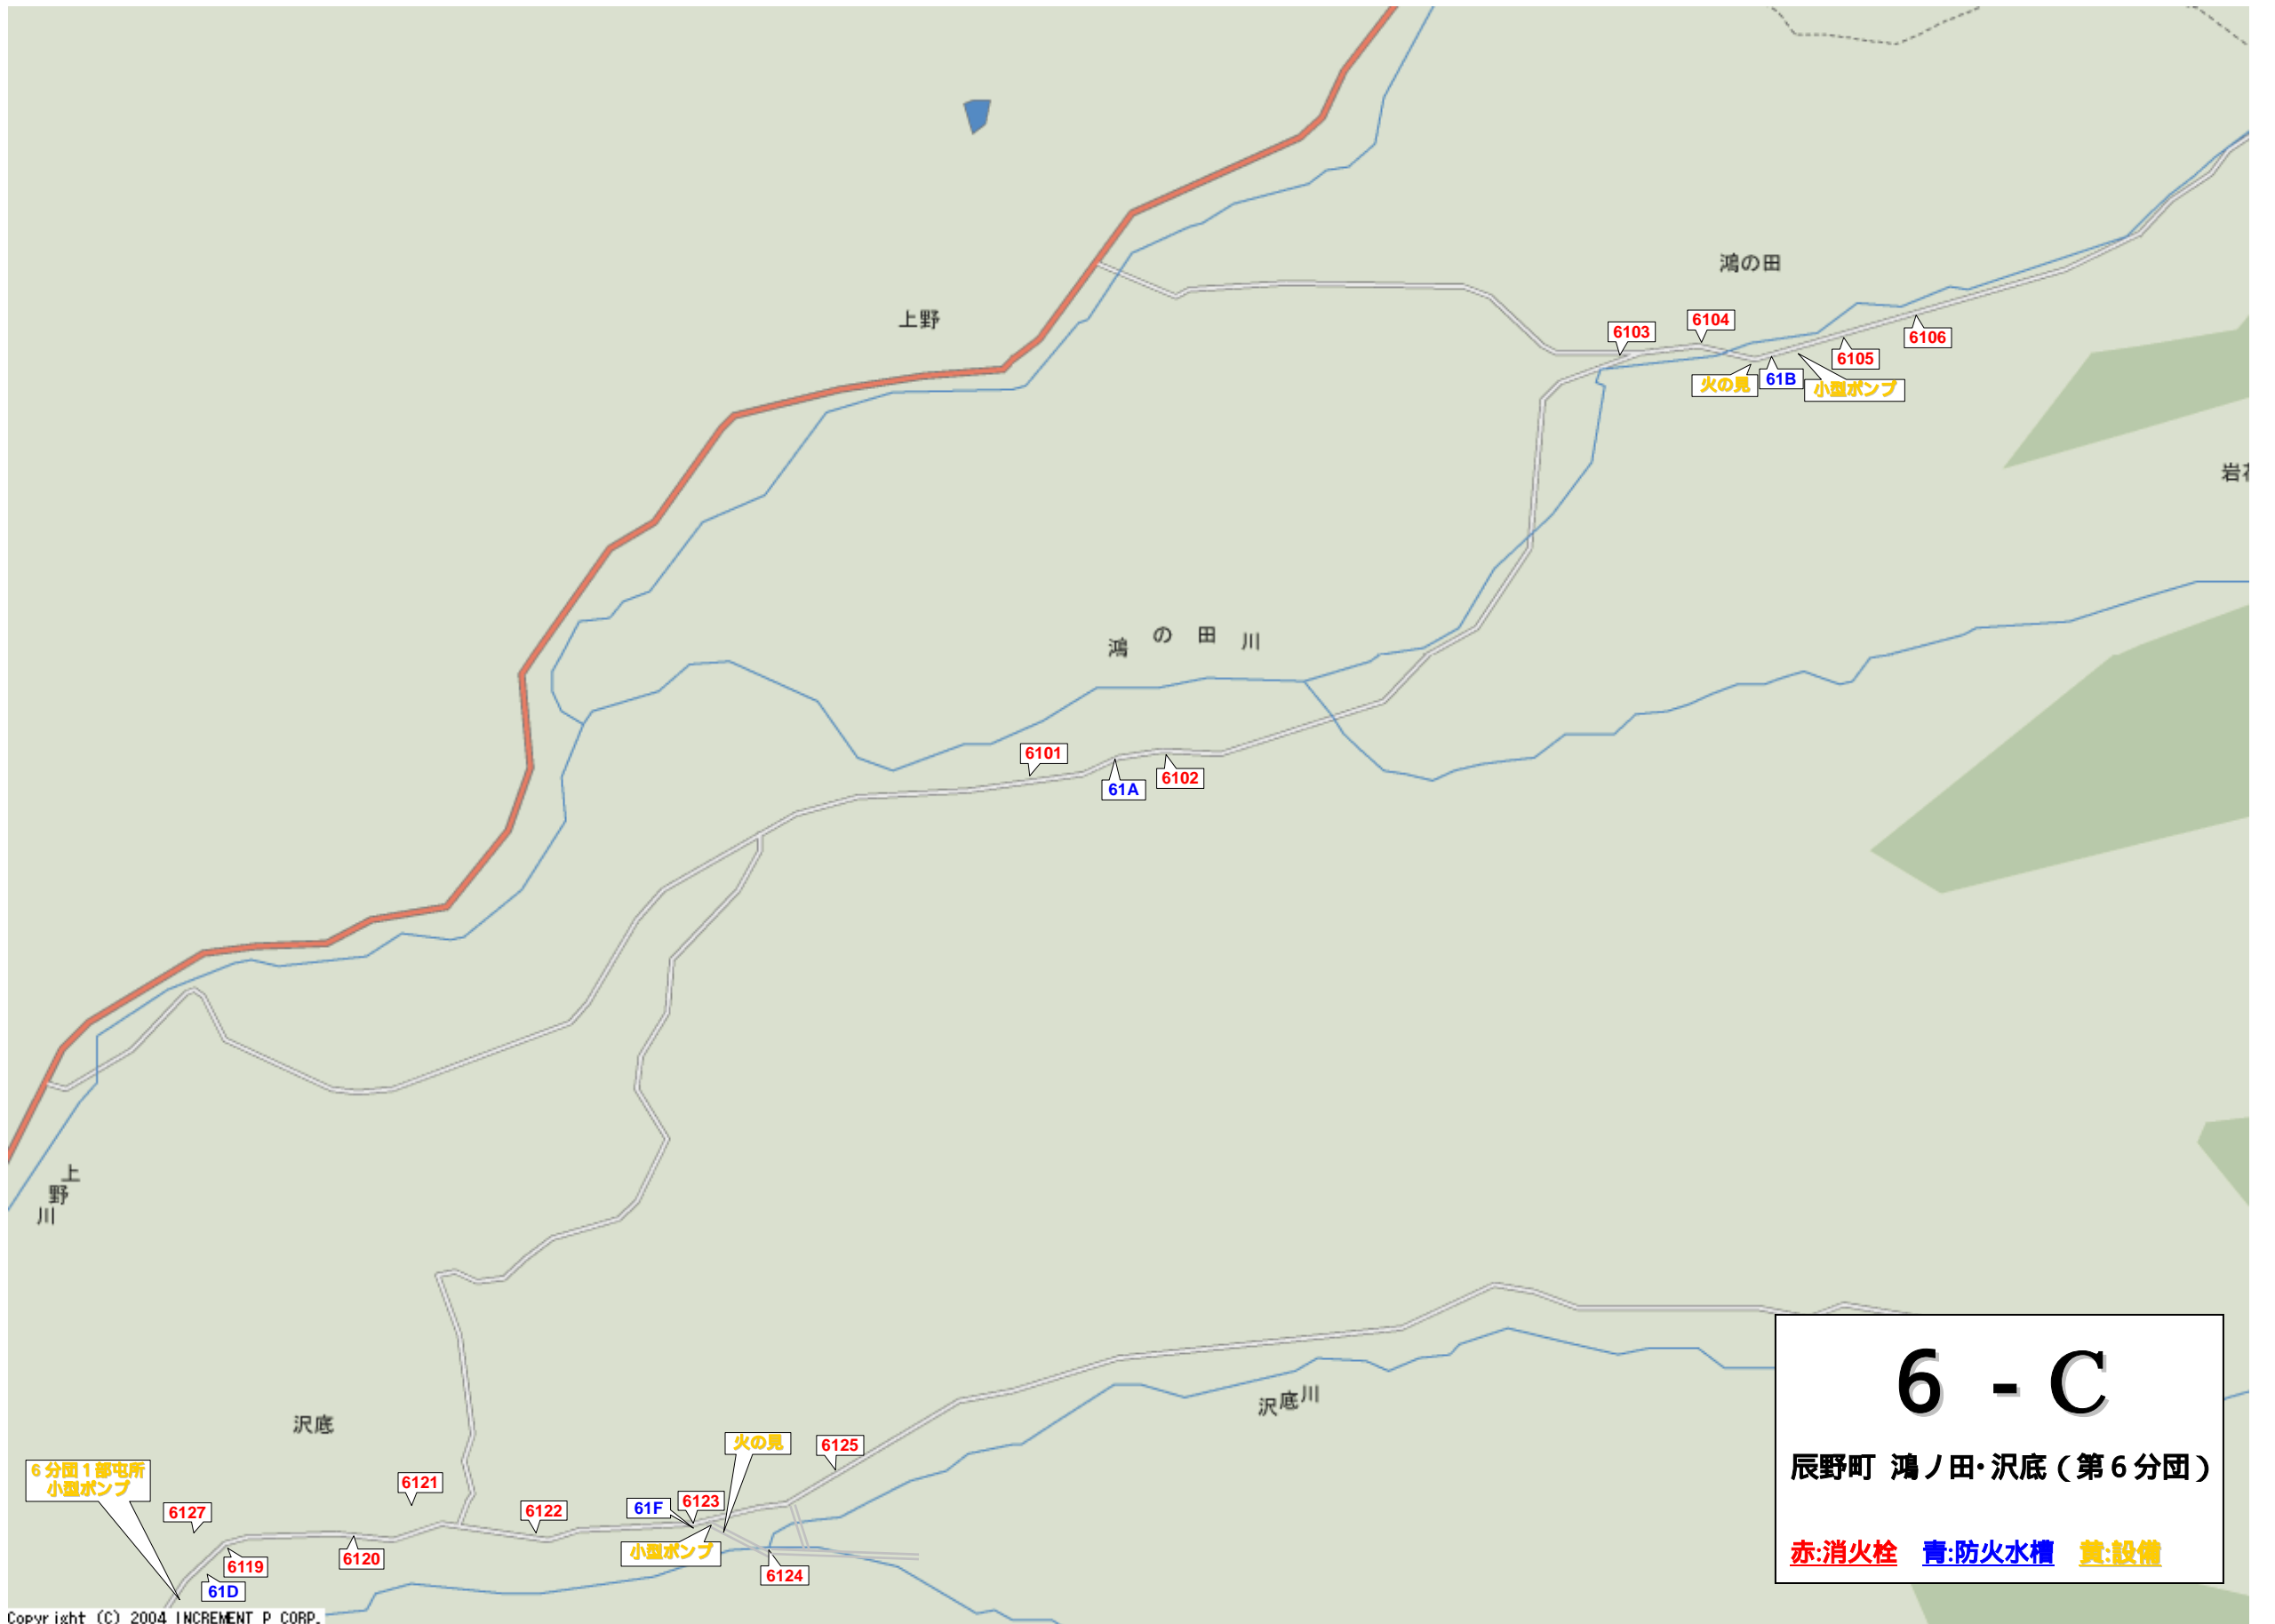 鴻の田
上野
6103
6104
6106
6105
火の見
61B
小型ポンプ
岩
鴻の田川
6101
61A
6102
上野川
沢底川
沢底
火の見
6125
6分団1部屯所
小型ポンプ
6127
6121
6122
61F
6123
小型ポンプ
6119
6120
61D
6124
6 - C
辰野町 鴻ノ田・沢底(第6分団)
赤:消火栓 青:防火水槽 黄:設備
Copyright (C) 2004 INCREMENT P CORP.